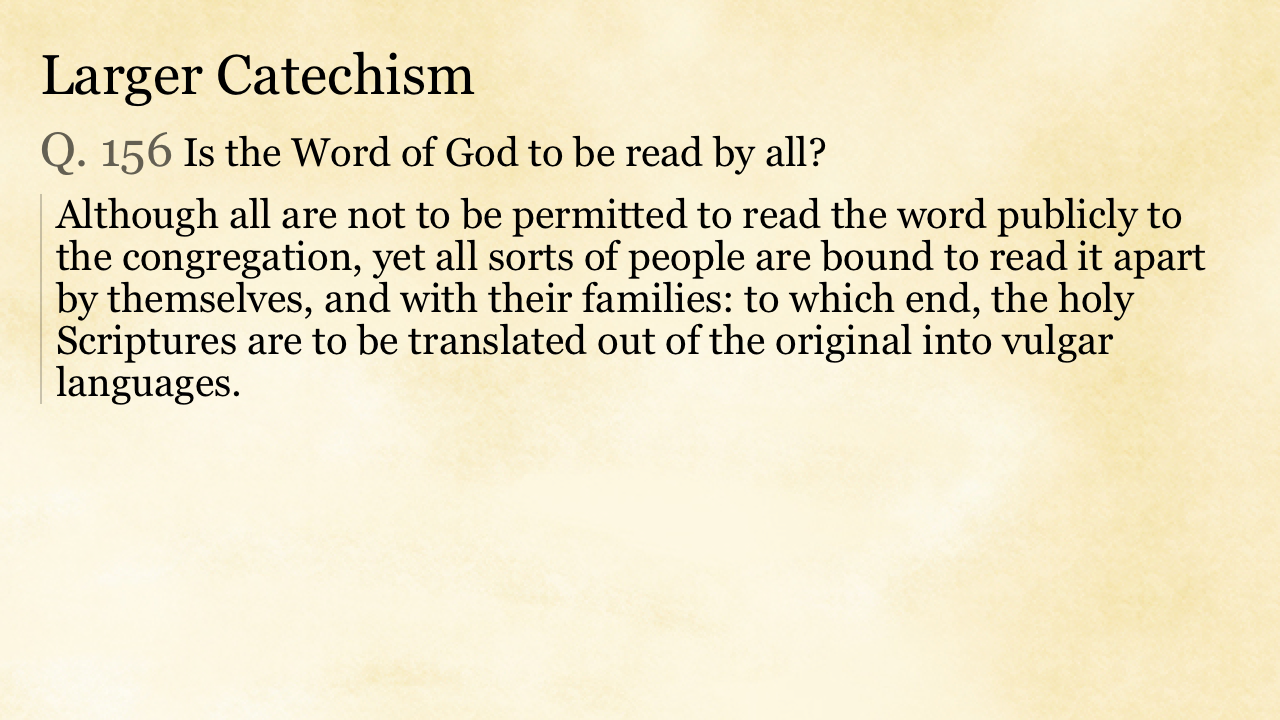 Larger Catechism
Q. 156 Is the Word of God to be read by all?
Although all are not to be permitted to read the word publicly to
the congregation, yet all sorts of people are bound to read it apart
by themselves, and with their families: to which end, the holy
Scriptures are to be translated out of the original into vulgar
languages.